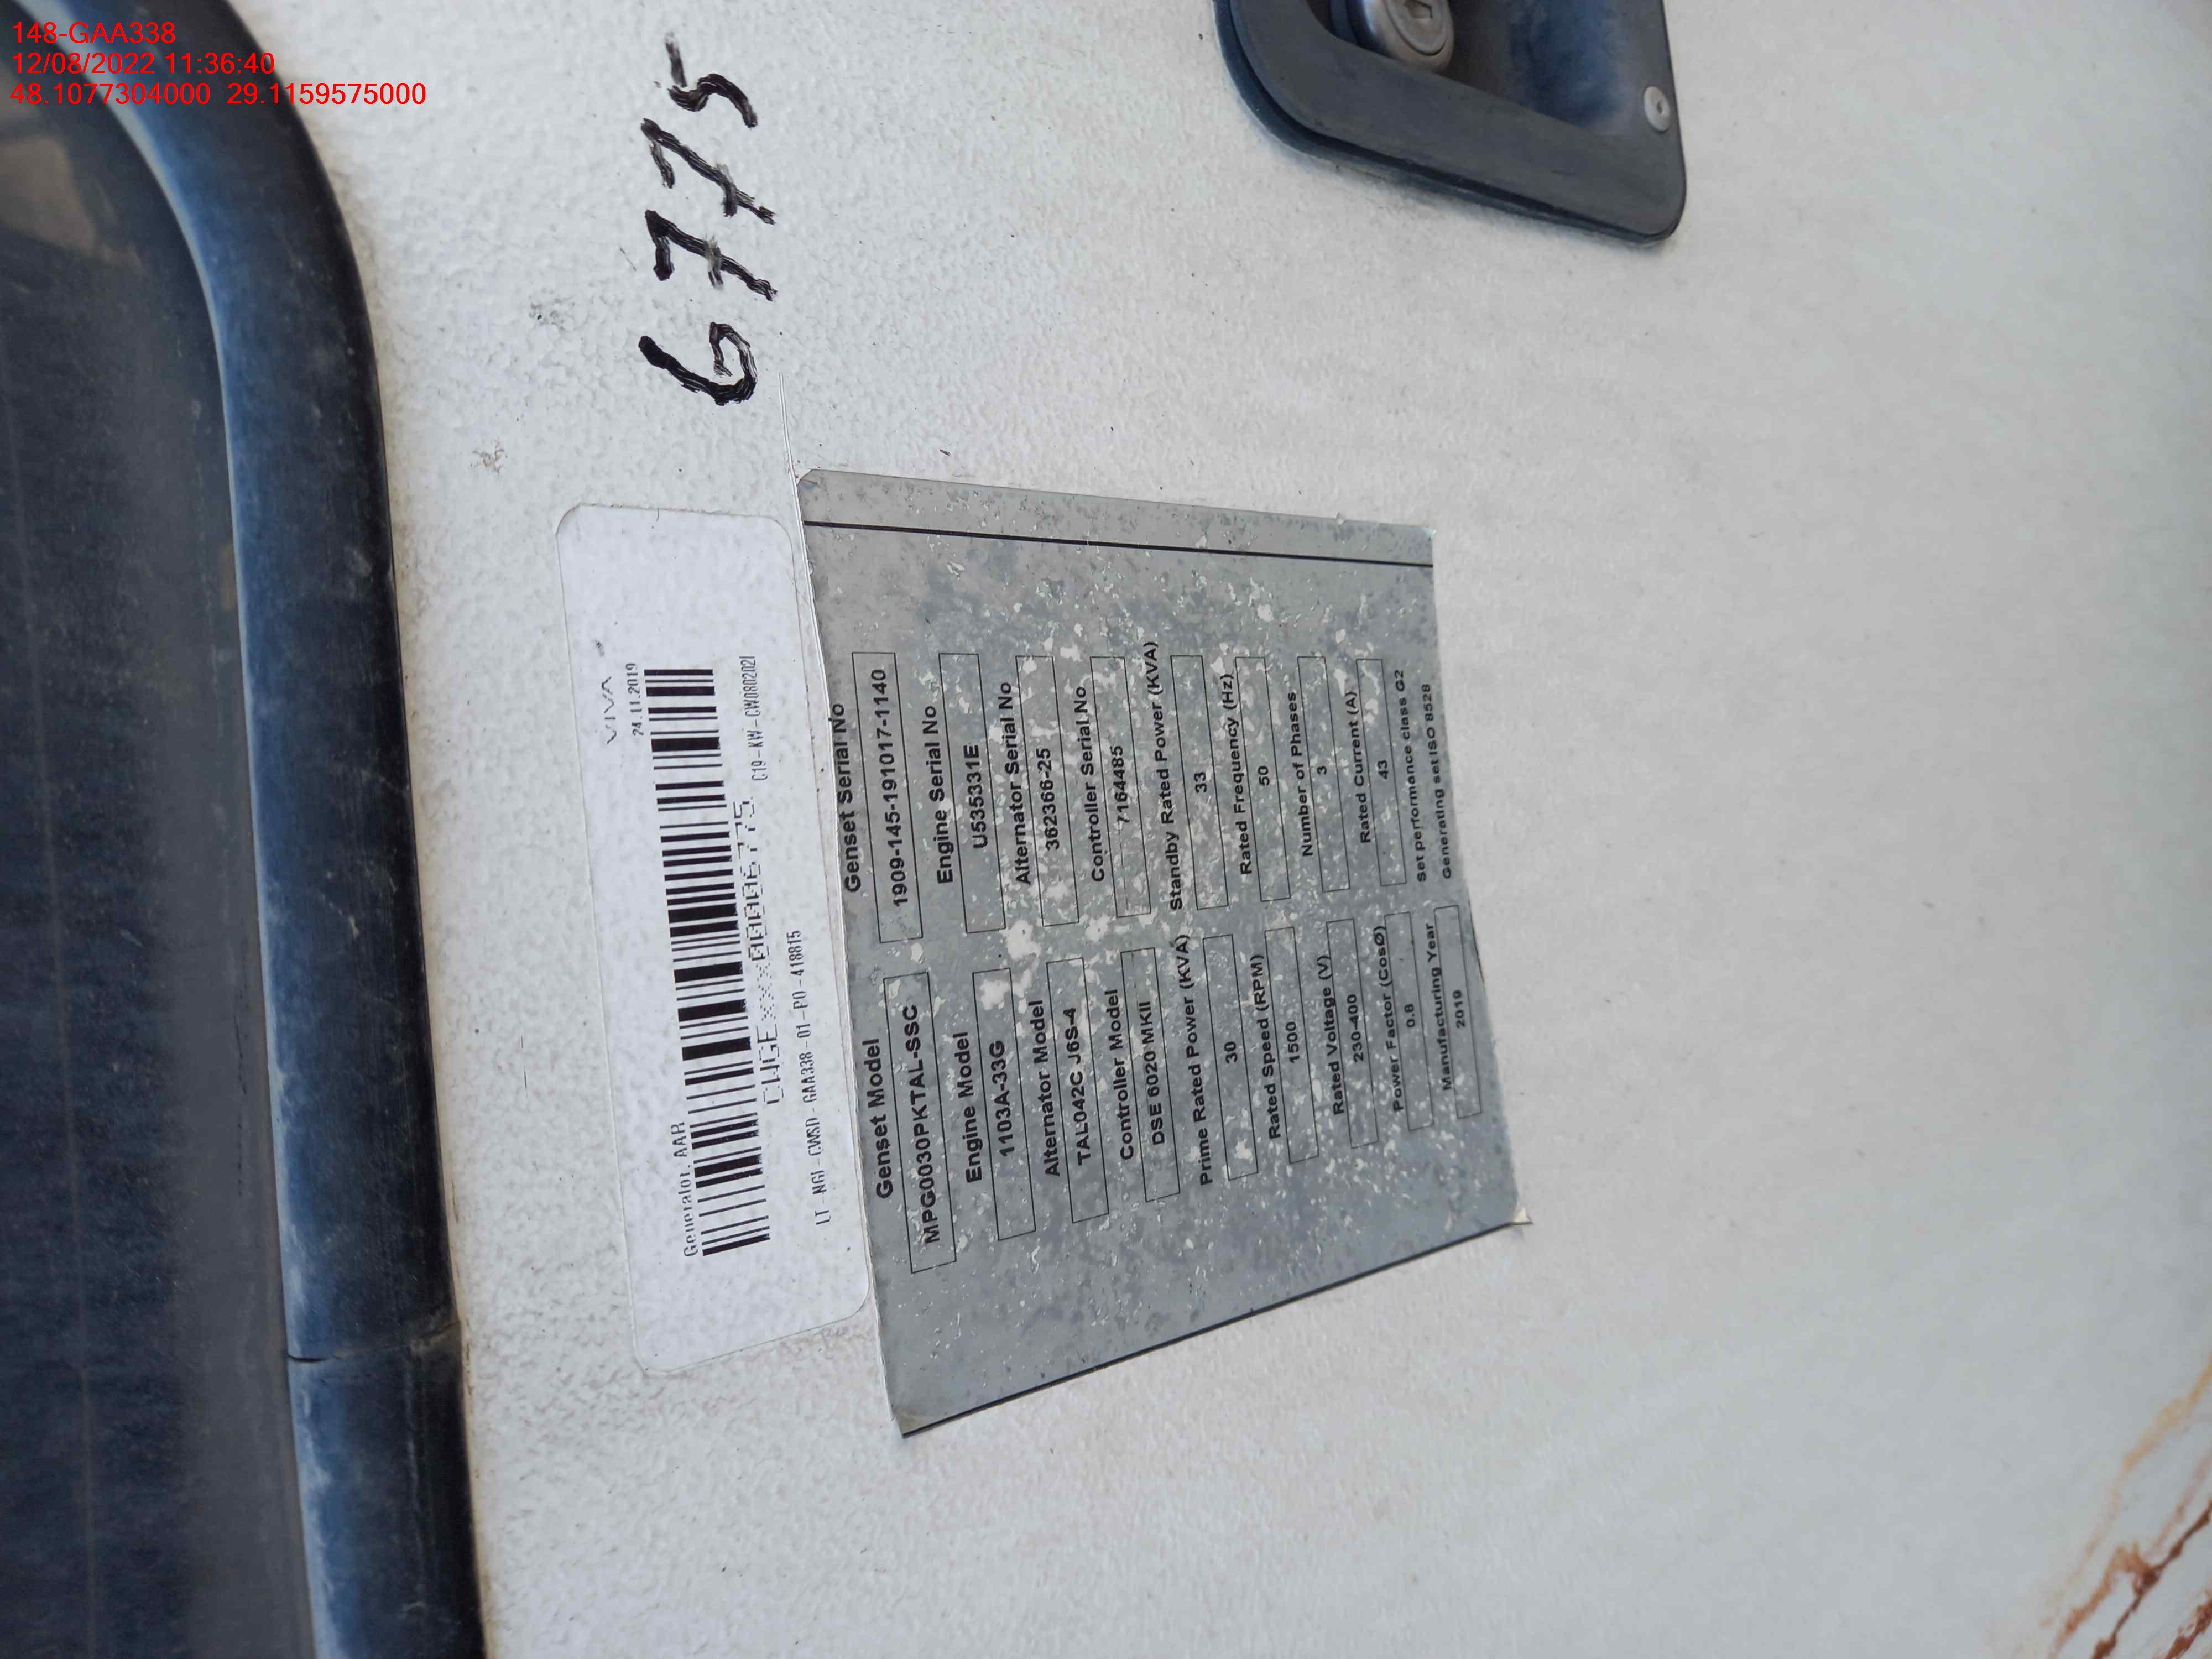 148-GAA338
12/08/2022 11:36:40
48.1077304000 29.1159575000
6775
VIVA
24.11.2019
Generator, AAR
CWGEXXX00006775
C19-KW-CW0802021
LT-NGI-CWSD-GAA338-01-PO-418815
Genset Model
MPG0030PKTAL-SSC
Engine Model
1103A-33G
Alternator Model
TAL042C J6S-4
Controller Model
DSE 6020 MKII
Prime Rated Power (KVA)
30
Rated Speed (RPM)
1500
Rated Voltage (V)
230-400
Power Factor (CosØ)
0.8
Manufacturing Year
2019
Genset Serial No
1909-145-191017-1140
Engine Serial No
U535331E
Alternator Serial No
362366-25
Controller Serial No
7164485
Standby Rated Power (KVA)
33
Rated Frequency (Hz)
50
Number of Phases
3
Rated Current (A)
43
Set performance class G2
Generating set ISO 8528